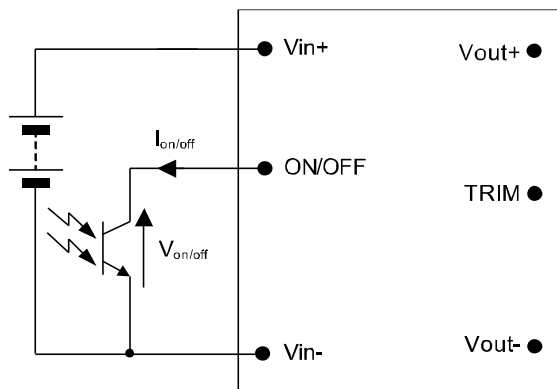 Vin+
Vout+
Ion/off
ON/OFF
TRIM
Von/off
Vin-
Vout-